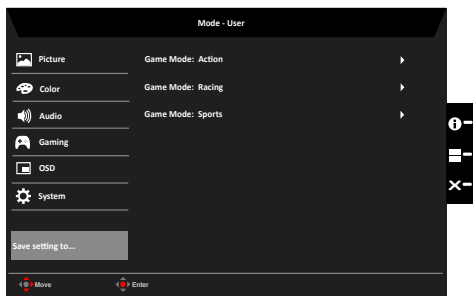 Mode - User
Picture
Game Mode: Action
Color
Game Mode: Racing
Audio
Game Mode: Sports
Gaming
OSD
System
Save setting to...
Move
Enter